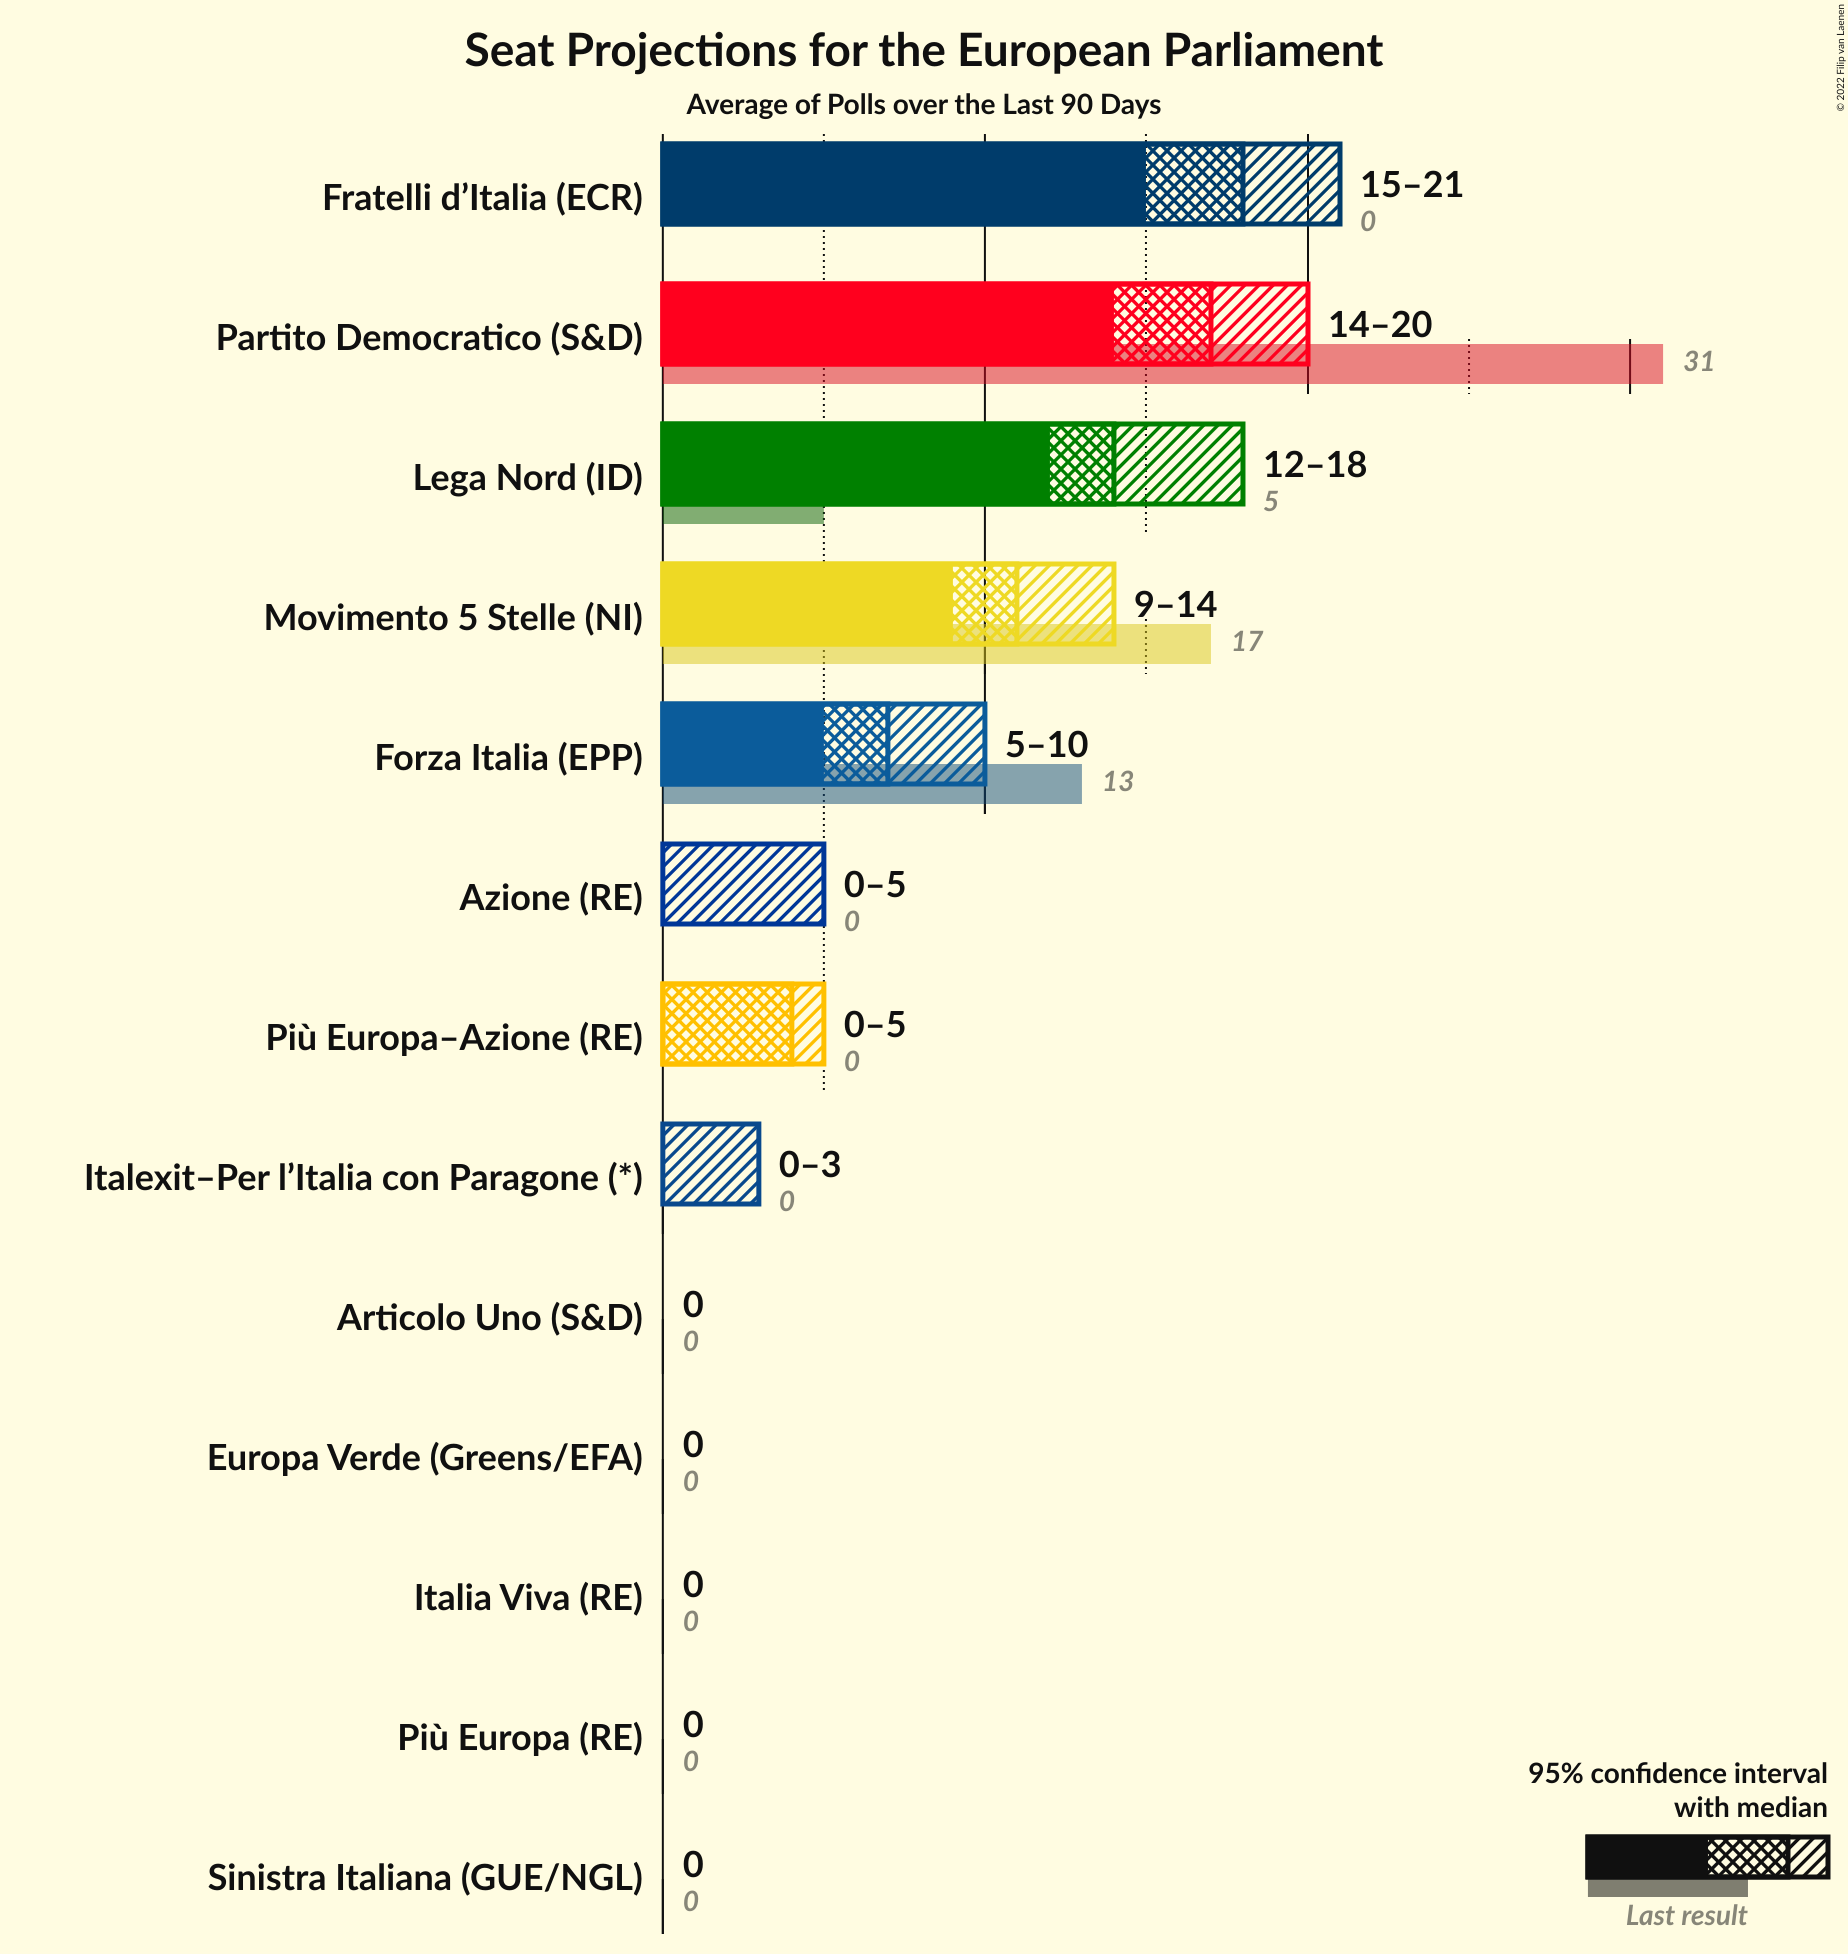 Seat Projections for the European Parliament
Average of Polls over the Last 90 Days
© 2022 Filip van Laenen
Fratelli d’Italia (ECR)
15–21
0
Partito Democratico (S&D)
14–20
31
Lega Nord (ID)
12–18
5
Movimento 5 Stelle (NI)
9–14
17
Forza Italia (EPP)
5–10
13
Azione (RE)
0–5
0
Più Europa–Azione (RE)
0–5
0
Italexit–Per l’Italia con Paragone (*)
0–3
0
Articolo Uno (S&D)
0
0
Europa Verde (Greens/EFA)
0
0
Italia Viva (RE)
0
0
Più Europa (RE)
0
0
Sinistra Italiana (GUE/NGL)
0
0
95% confidence interval
with median
Last result